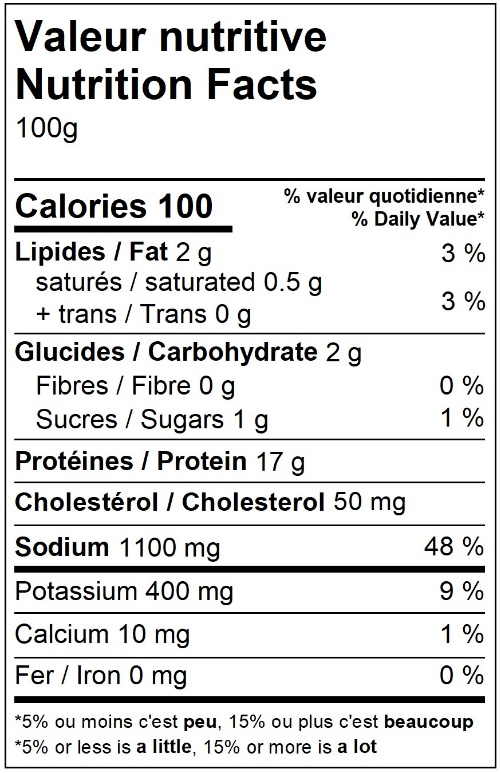 Valeur nutritive
Nutrition Facts
100g
% valeur quotidienne*
Calories 100
% Daily Value*
Lipides / Fat 2 g 3 %
saturés / saturated 0.5 g
+ trans / Trans 0 g 3 %
Glucides / Carbohydrate 2 g
Fibres / Fibre 0 g 0 %
Sucres / Sugars 1 g 1 %
Protéines / Protein 17 g
Cholestérol / Cholesterol 50 mg
Sodium 1100 mg 48 %
Potassium 400 mg 9 %
Calcium 10 mg 1 %
Fer / Iron 0 mg 0 %
*5% ou moins c'est peu, 15% ou plus c'est beaucoup
*5% or less is a little, 15% or more is a lot